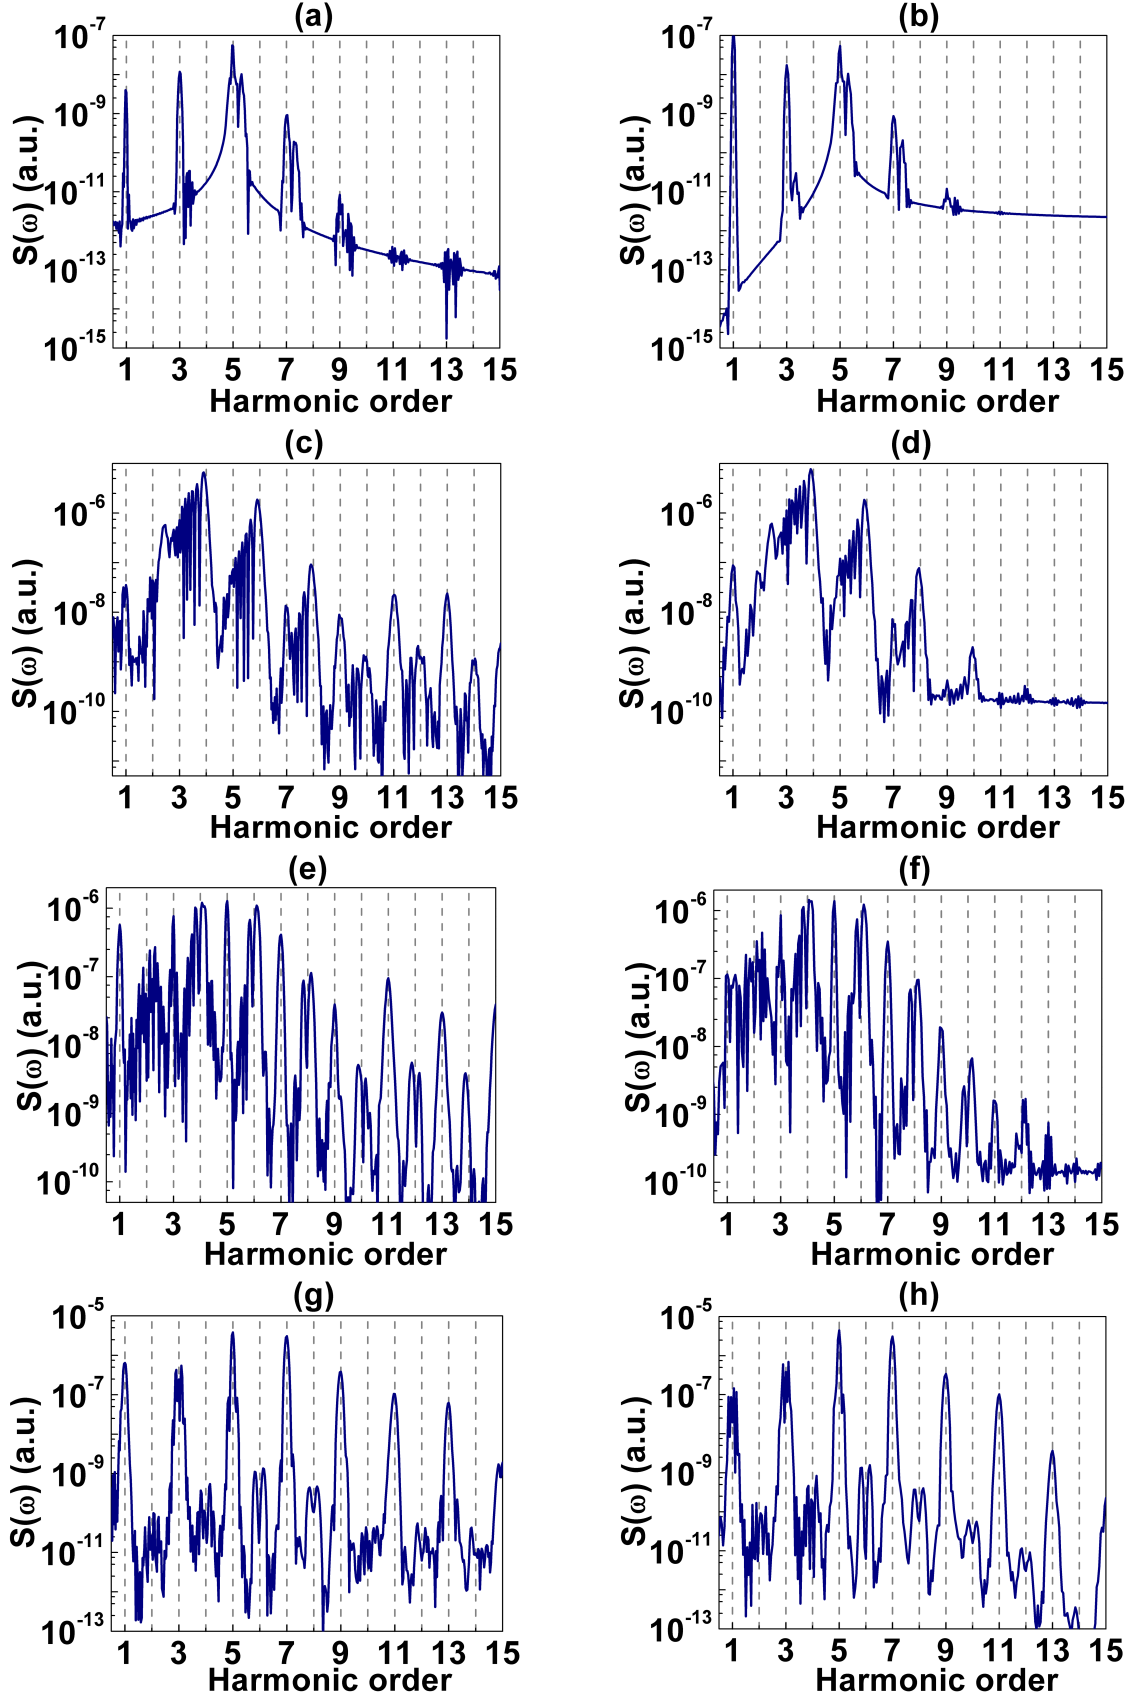 (a)
(b)
10^-7
10^-9
10^-11
10^-13
10^-15
S(ω) (a.u.)
1 3 5 7 9 11 13 15
Harmonic order
10^-7
10^-9
10^-11
10^-13
10^-15
S(ω) (a.u.)
1 3 5 7 9 11 13 15
Harmonic order
(c)
(d)
10^-6
10^-8
10^-10
S(ω) (a.u.)
1 3 5 7 9 11 13 15
Harmonic order
10^-6
10^-8
10^-10
S(ω) (a.u.)
1 3 5 7 9 11 13 15
Harmonic order
(e)
(f)
10^-6
10^-7
10^-8
10^-9
10^-10
S(ω) (a.u.)
1 3 5 7 9 11 13 15
Harmonic order
10^-6
10^-7
10^-8
10^-9
10^-10
S(ω) (a.u.)
1 3 5 7 9 11 13 15
Harmonic order
(g)
(h)
10^-5
10^-7
10^-9
10^-11
10^-13
S(ω) (a.u.)
1 3 5 7 9 11 13 15
Harmonic order
10^-5
10^-7
10^-9
10^-11
10^-13
S(ω) (a.u.)
1 3 5 7 9 11 13 15
Harmonic order